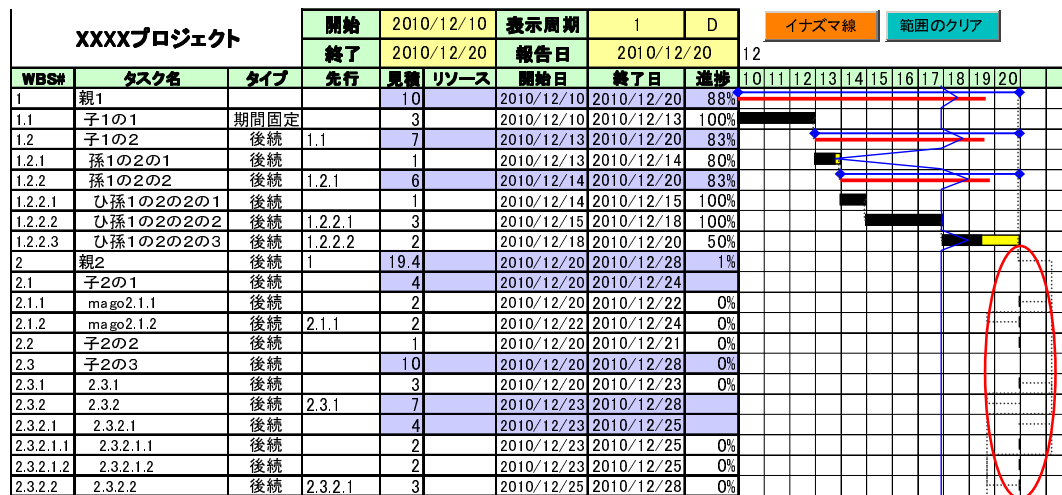 XXXXプロジェクト 開始 2010/12/10 表示周期 1 D イナズマ線 範囲のクリア
終了 2010/12/20 報告日 2010/12/20 12
WBS# タスク名 タイプ 先行 見積 リソース 開始日 終了日 進捗 10 11 12 13 14 15 16 17 18 19 20
1 親1 10 2010/12/10 2010/12/20 88%
1.1 子1の1 期間固定 3 2010/12/10 2010/12/13 100%
1.2 子1の2 後続 1.1 7 2010/12/13 2010/12/20 83%
1.2.1 孫1の2の1 後続 1 2010/12/13 2010/12/14 80%
1.2.2 孫1の2の2 後続 1.2.1 6 2010/12/14 2010/12/20 83%
1.2.2.1 ひ孫1の2の2の1 後続 1 2010/12/14 2010/12/15 100%
1.2.2.2 ひ孫1の2の2の2 後続 1.2.2.1 3 2010/12/15 2010/12/18 100%
1.2.2.3 ひ孫1の2の2の3 後続 1.2.2.2 2 2010/12/18 2010/12/20 50%
2 親2 後続 1 19.4 2010/12/20 2010/12/28 1%
2.1 子2の1 後続 4 2010/12/20 2010/12/24
2.1.1 mago2.1.1 後続 2 2010/12/20 2010/12/22 0%
2.1.2 mago2.1.2 後続 2.1.1 2 2010/12/22 2010/12/24 0%
2.2 子2の2 後続 1 2010/12/20 2010/12/21 0%
2.3 子2の3 後続 10 2010/12/20 2010/12/28 0%
2.3.1 2.3.1 後続 3 2010/12/20 2010/12/23 0%
2.3.2 2.3.2 後続 2.3.1 7 2010/12/23 2010/12/28
2.3.2.1 2.3.2.1 後続 4 2010/12/23 2010/12/25
2.3.2.1.1 2.3.2.1.1 後続 2 2010/12/23 2010/12/25 0%
2.3.2.1.2 2.3.2.1.2 後続 2 2010/12/23 2010/12/25 0%
2.3.2.2 2.3.2.2 後続 2.3.2.1 3 2010/12/25 2010/12/28 0%